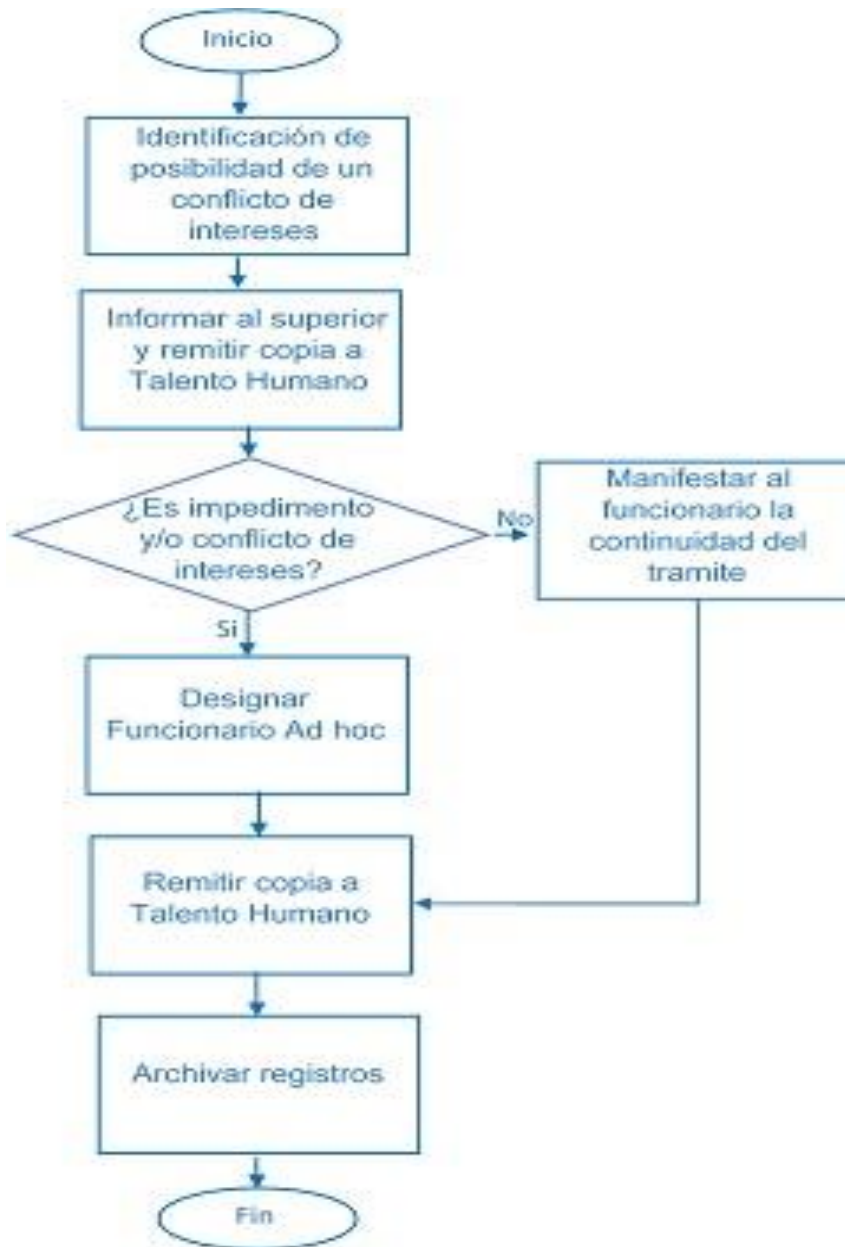 Inicio
Identificación de
posibilidad de un
conflicto de
intereses
Informar al superior
y remitir copia a
Talento Humano
¿Es impedimento
y/o conflicto de
intereses?
No
Manifestar al
funcionario la
continuidad del
tramite
Si
Designar
Funcionario Ad hoc
Remitir copia a
Talento Humano
Archivar registros
Fin